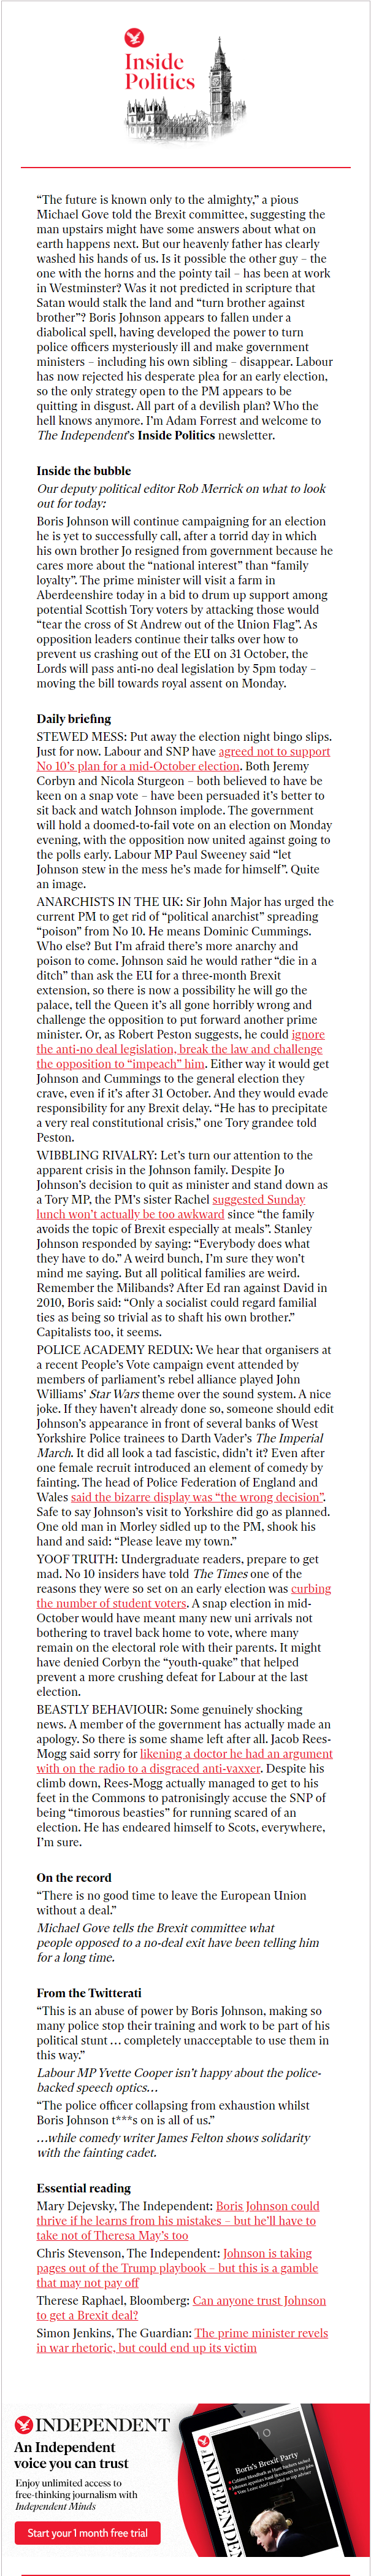 Inside
Politics
“The future is known only to the almighty,” a pious
Michael Gove told the Brexit committee, suggesting the
man upstairs might have some answers about what on
earth happens next. But our heavenly father has clearly
washed his hands of us. Is it possible the other guy – the
one with the horns and the pointy tail – has been at work
in Westminster? Was it not predicted in scripture that
Satan would stalk the land and “turn brother against
brother”? Boris Johnson appears to fallen under a
diabolical spell, having developed the power to turn
police officers mysteriously ill and make government
ministers – including his own sibling – disappear. Labour
has now rejected his desperate plea for an early election,
so the only strategy open to the PM appears to be
quitting in disgust. All part of a devilish plan? Who the
hell knows anymore. I’m Adam Forrest and welcome to
The Independent’s Inside Politics newsletter.
Inside the bubble
Our deputy political editor Rob Merrick on what to look
out for today:
Boris Johnson will continue campaigning for an election
he is yet to successfully call, after a torrid day in which
his own brother Jo resigned from government because he
cares more about the “national interest” than “family
loyalty”. The prime minister will visit a farm in
Aberdeenshire today in a bid to drum up support among
potential Scottish Tory voters by attacking those would
“tear the cross of St Andrew out of the Union Flag”. As
opposition leaders continue their talks over how to
prevent us crashing out of the EU on 31 October, the
Lords will pass anti-no deal legislation by 5pm today –
moving the bill towards royal assent on Monday.
Daily briefing
STEWED MESS: Put away the election night bingo slips.
Just for now. Labour and SNP have agreed not to support
No 10’s plan for a mid-October election. Both Jeremy
Corbyn and Nicola Sturgeon – both believed to have be
keen on a snap vote – have been persuaded it’s better to
sit back and watch Johnson implode. The government
will hold a doomed-to-fail vote on an election on Monday
evening, with the opposition now united against going to
the polls early. Labour MP Paul Sweeney said “let
Johnson stew in the mess he’s made for himself”. Quite
an image.
ANARCHISTS IN THE UK: Sir John Major has urged the
current PM to get rid of “political anarchist” spreading
“poison” from No 10. He means Dominic Cummings.
Who else? But I’m afraid there’s more anarchy and
poison to come. Johnson said he would rather “die in a
ditch” than ask the EU for a three-month Brexit
extension, so there is now a possibility he will go the
palace, tell the Queen it’s all gone horribly wrong and
challenge the opposition to put forward another prime
minister. Or, as Robert Peston suggests, he could ignore
the anti-no deal legislation, break the law and challenge
the opposition to “impeach” him. Either way it would get
Johnson and Cummings to the general election they
crave, even if it’s after 31 October. And they would evade
responsibility for any Brexit delay. “He has to precipitate
a very real constitutional crisis,” one Tory grandee told
Peston.
WIBBLING RIVALRY: Let’s turn our attention to the
apparent crisis in the Johnson family. Despite Jo
Johnson’s decision to quit as minister and stand down as
a Tory MP, the PM’s sister Rachel suggested Sunday
lunch won’t actually be too awkward since “the family
avoids the topic of Brexit especially at meals”. Stanley
Johnson responded by saying: “Everybody does what
they have to do.” A weird bunch, I’m sure they won’t
mind me saying. But all political families are weird.
Remember the Milibands? After Ed ran against David in
2010, Boris said: “Only a socialist could regard familial
ties as being so trivial as to shaft his own brother.”
Capitalists too, it seems.
POLICE ACADEMY REDUX: We hear that organisers at
a recent People’s Vote campaign event attended by
members of parliament’s rebel alliance played John
Williams’ Star Wars theme over the sound system. A nice
joke. If they haven’t already done so, someone should edit
Johnson’s appearance in front of several banks of West
Yorkshire Police trainees to Darth Vader’s The Imperial
March. It did all look a tad fascistic, didn’t it? Even after
one female recruit introduced an element of comedy by
fainting. The head of Police Federation of England and
Wales said the bizarre display was “the wrong decision”.
Safe to say Johnson’s visit to Yorkshire did go as planned.
One old man in Morley sidled up to the PM, shook his
hand and said: “Please leave my town.”
YOOF TRUTH: Undergraduate readers, prepare to get
mad. No 10 insiders have told The Times one of the
reasons they were so set on an early election was curbing
the number of student voters. A snap election in mid-
October would have meant many new uni arrivals not
bothering to travel back home to vote, where many
remain on the electoral role with their parents. It might
have denied Corbyn the “youth-quake” that helped
prevent a more crushing defeat for Labour at the last
election.
BEASTLY BEHAVIOUR: Some genuinely shocking
news. A member of the government has actually made an
apology. So there is some shame left after all. Jacob Rees-
Mogg said sorry for likening a doctor he had an argument
with on the radio to a disgraced anti-vaxxer. Despite his
climb down, Rees-Mogg actually managed to get to his
feet in the Commons to patronisingly accuse the SNP of
being “timorous beasties” for running scared of an
election. He has endeared himself to Scots, everywhere,
I’m sure.
On the record
“There is no good time to leave the European Union
without a deal.”
Michael Gove tells the Brexit committee what
people opposed to a no-deal exit have been telling him
for a long time.
From the Twitterati
“This is an abuse of power by Boris Johnson, making so
many police stop their training and work to be part of his
political stunt … completely unacceptable to use them in
this way.”
Labour MP Yvette Cooper isn’t happy about the police-
backed speech optics…
“The police officer collapsing from exhaustion whilst
Boris Johnson t***s on is all of us.”
…while comedy writer James Felton shows solidarity
with the fainting cadet.
Essential reading
Mary Dejevsky, The Independent: Boris Johnson could
thrive if he learns from his mistakes – but he’ll have to
take not of Theresa May’s too
Chris Stevenson, The Independent: Johnson is taking
pages out of the Trump playbook – but this is a gamble
that may not pay off
Therese Raphael, Bloomberg: Can anyone trust Johnson
to get a Brexit deal?
Simon Jenkins, The Guardian: The prime minister revels
in war rhetoric, but could end up its victim
INDEPENDENT
An Independent
voice you can trust
Enjoy unlimited access to
free-thinking journalism with
Independent Minds
Start your 1 month free trial
INDEPENDEN
Boris's Brexit Party